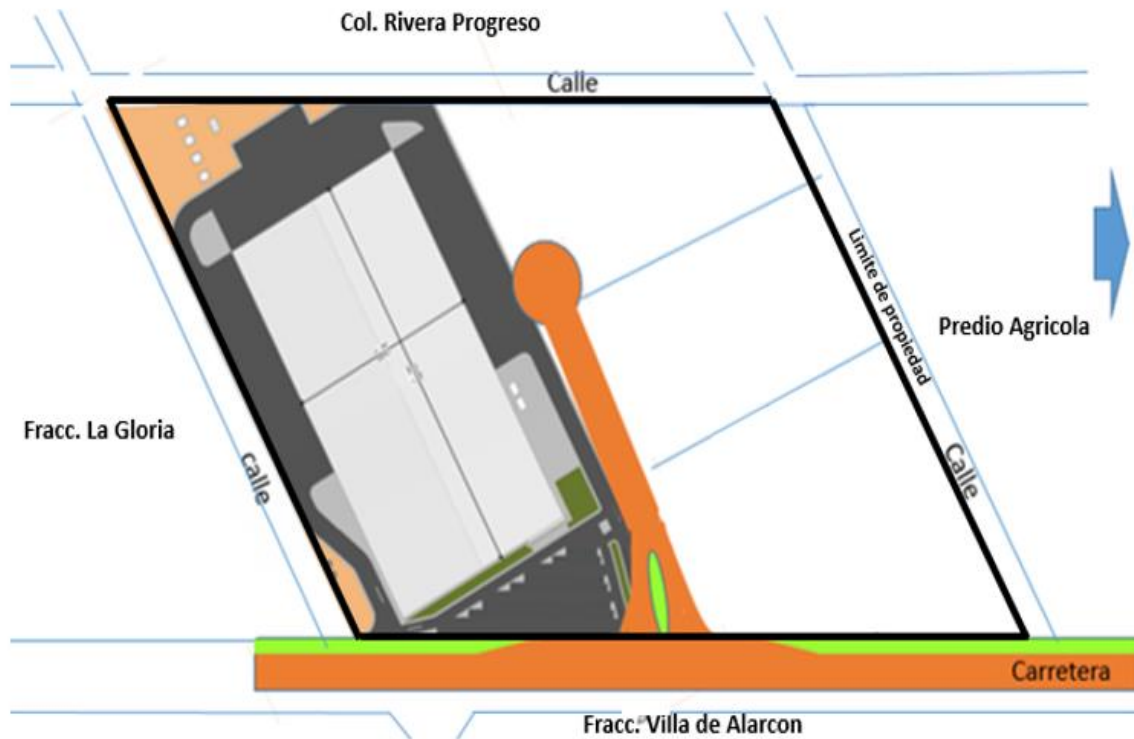 Col. Rivera Progreso
Calle
Limite de propiedad
Predio Agricola
Fracc. La Gloria
calle
Calle
Carretera
Fracc. Villa de Alarcon